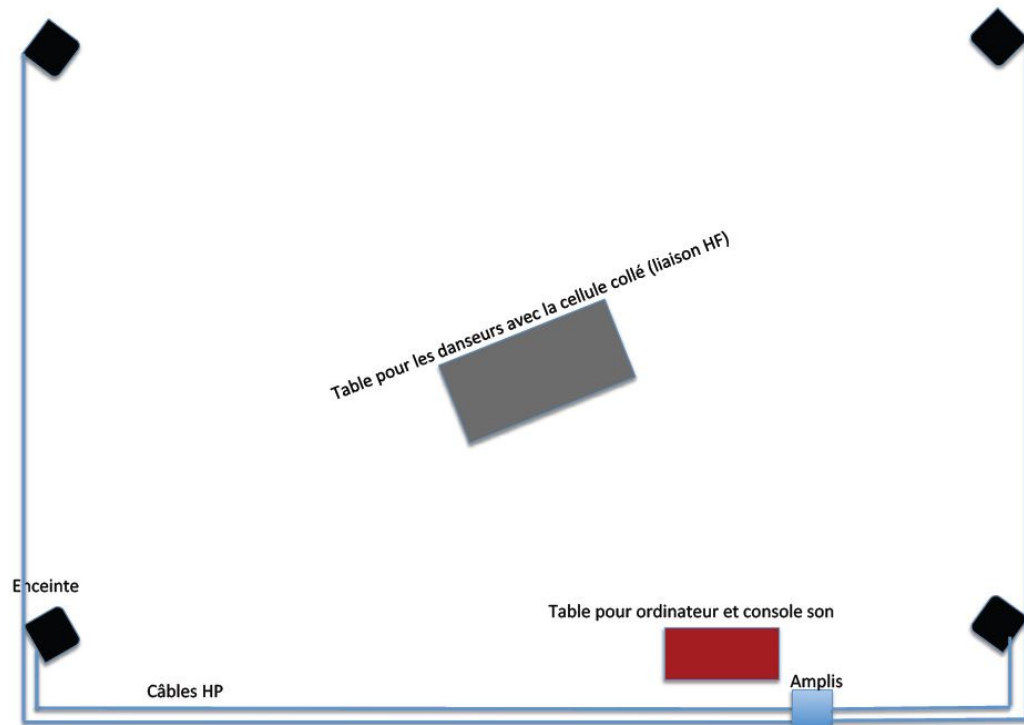 Table pour les danseurs avec la cellule collé (liaison HF)
Enceinte
Table pour ordinateur et console son
Amplis
Câbles HP